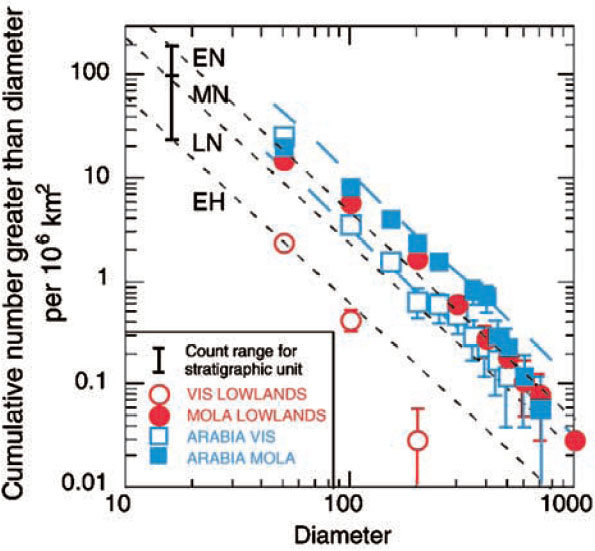 Cumulative number greater than diameter
per 10⁶ km²
100
10
1
0.1
0.01
EN
MN
LN
EH
Count range for
stratigraphic unit
VIS LOWLANDS
MOLA LOWLANDS
ARABIA VIS
ARABIA MOLA
10
100
1000
Diameter